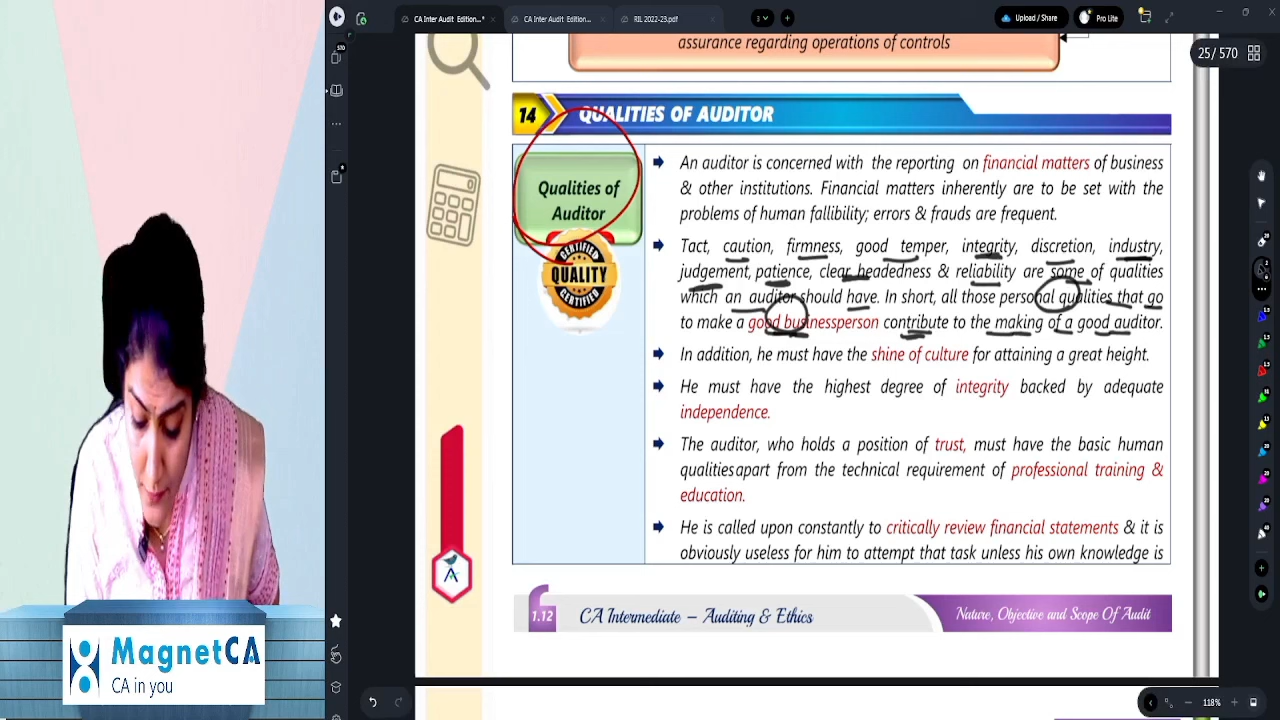 CA Inter Audit Edition...*
CA Inter Audit Edition...
RIL 2022-23.pdf
3
Upload / Share
Pro Lite
570
assurance regarding operations of controls
25/570
14 QUALITIES OF AUDITOR
Qualities of
Auditor
CERTIFIED
QUALITY
CERTIFIED
An auditor is concerned with the reporting on financial matters of business
& other institutions. Financial matters inherently are to be set with the
problems of human fallibility; errors & frauds are frequent.
Tact, caution, firmness, good temper, integrity, discretion, industry,
judgement, patience, clear headedness & reliability are some of qualities
which an auditor should have. In short, all those personal qualities that go
to make a good businessperson contribute to the making of a good auditor.
In addition, he must have the shine of culture for attaining a great height.
He must have the highest degree of integrity backed by adequate
independence.
The auditor, who holds a position of trust, must have the basic human
qualitiesapart from the technical requirement of professional training &
education.
He is called upon constantly to critically review financial statements & it is
obviously useless for him to attempt that task unless his own knowledge is
1.12
CA Intermediate – Auditing & Ethics
Nature, Objective and Scope Of Audit
MagnetCA
CA in you
118%